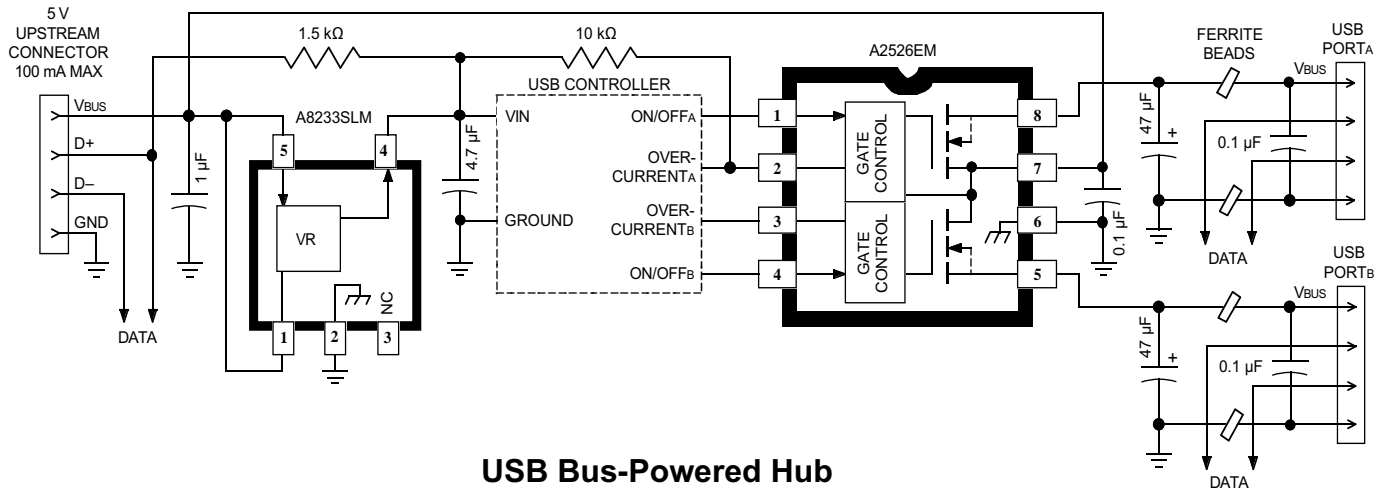 5 V
UPSTREAM
CONNECTOR
100 mA MAX
VBUS
D+
D–
GND
DATA
1 µF
1.5 kΩ
A8233SLM
5
4
VR
NC
1
2
3
4.7 µF
10 kΩ
USB CONTROLLER
VIN
GROUND
ON/OFFA
OVER-
CURRENTA
OVER-
CURRENTB
ON/OFFB
A2526EM
1
2
3
4
GATE
CONTROL
GATE
CONTROL
8
7
6
5
0.1 µF
FERRITE
BEADS
USB
PORTA
VBUS
47 µF
+
0.1 µF
DATA
USB
PORTB
VBUS
47 µF
+
0.1 µF
DATA
USB Bus-Powered Hub